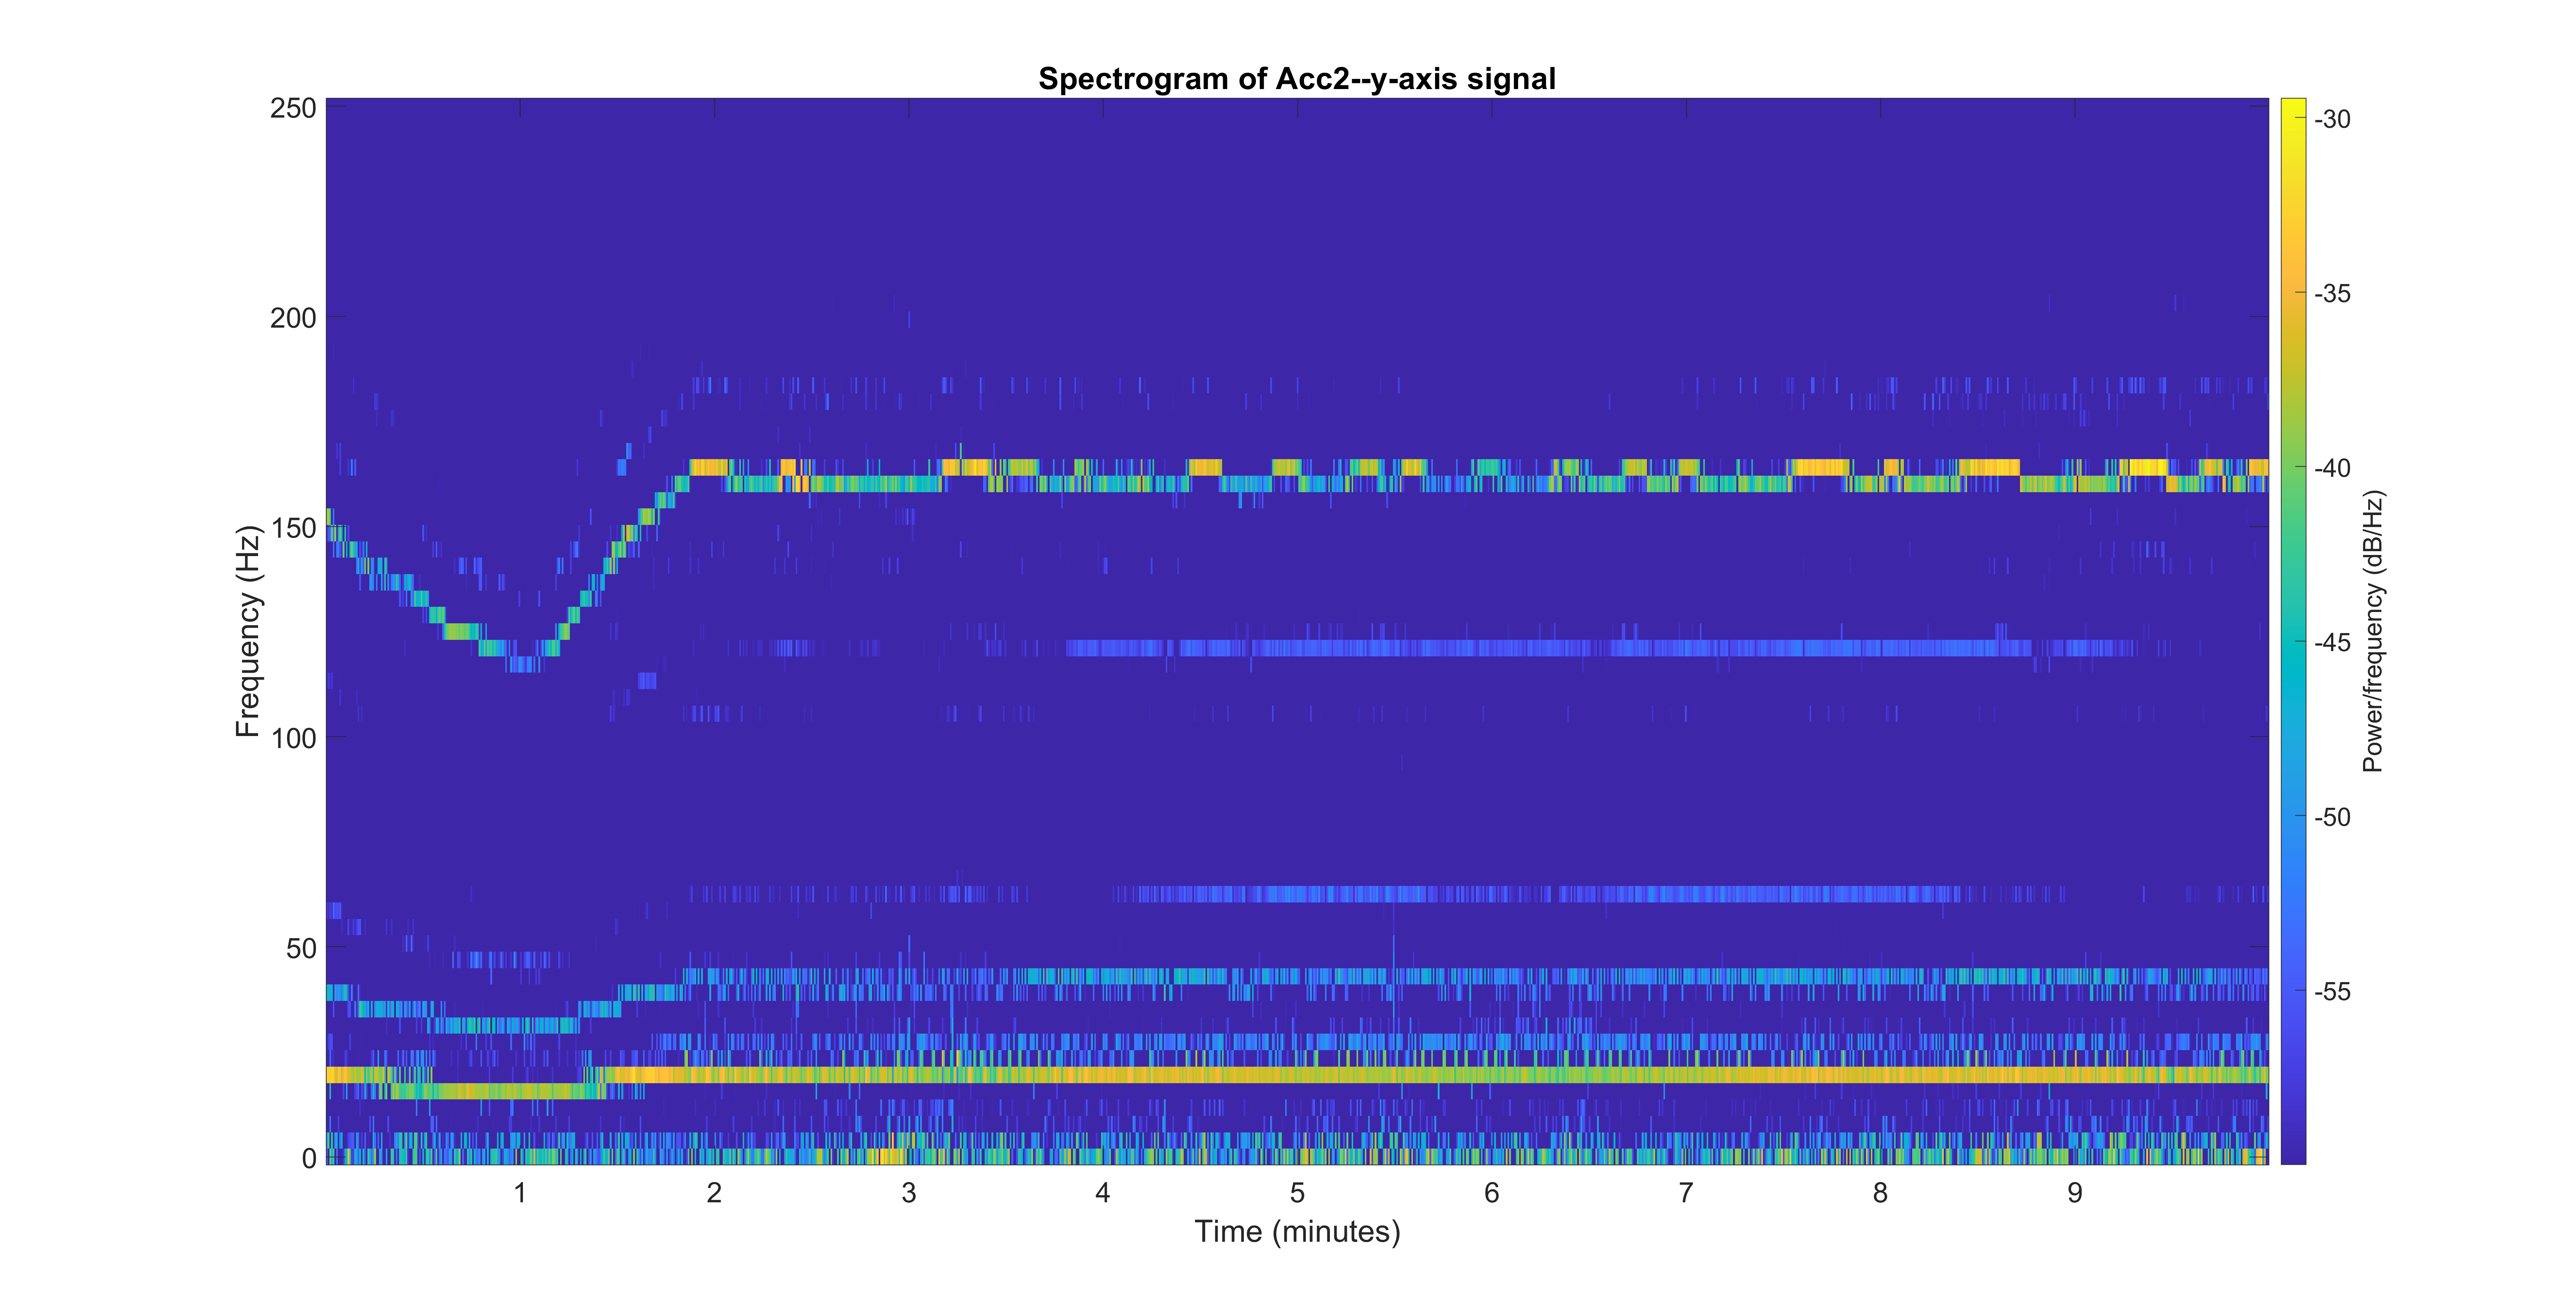 Spectrogram of Acc2--y-axis signal
250
200
150
100
50
0
Frequency (Hz)
1 2 3 4 5 6 7 8 9
Time (minutes)
-30
-35
-40
-45
-50
-55
Power/frequency (dB/Hz)